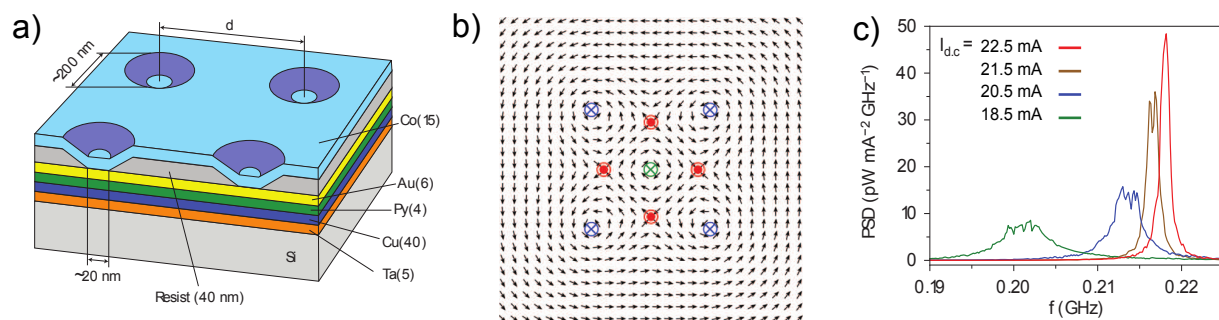 a)
d
~200 nm
Co(15)
Au(6)
Py(4)
Cu(40)
Si
Ta(5)
~20 nm
Resist (40 nm)
b)
c)
50
40
30
20
10
0
PSD (pW mA⁻² GHz⁻¹)
I_d.c =
22.5 mA
21.5 mA
20.5 mA
18.5 mA
0.19 0.20 0.21 0.22
f (GHz)